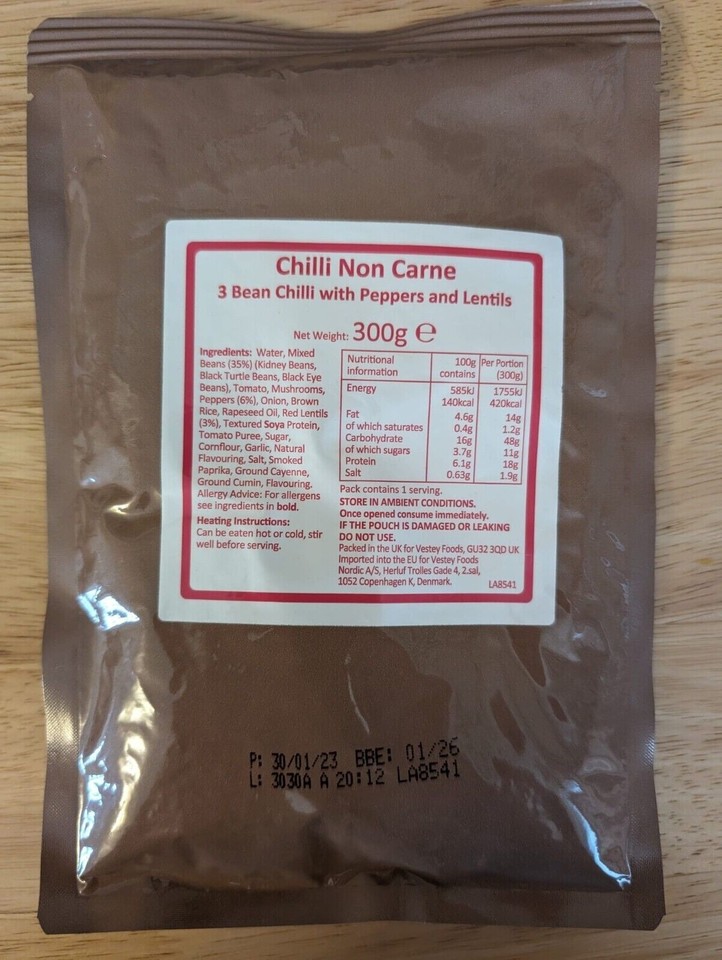 Chilli Non Carne
3 Bean Chilli with Peppers and Lentils
Net Weight: 300g ℮
Ingredients: Water, Mixed
Beans (35%) (Kidney Beans,
Black Turtle Beans, Black Eye
Beans), Tomato, Mushrooms,
Peppers (6%), Onion, Brown
Rice, Rapeseed Oil, Red Lentils
(3%), Textured Soya Protein,
Tomato Puree, Sugar,
Cornflour, Garlic, Natural
Flavouring, Salt, Smoked
Paprika, Ground Cayenne,
Ground Cumin, Flavouring.
Allergy Advice: For allergens
see ingredients in bold.
Heating Instructions:
Can be eaten hot or cold, stir
well before serving.
Nutritional information 100g contains Per Portion (300g)
Energy 585kJ 1755kJ
140kcal 420kcal
Fat 4.6g 14g
of which saturates 0.4g 1.2g
Carbohydrate 16g 48g
of which sugars 3.7g 11g
Protein 6.1g 18g
Salt 0.63g 1.9g
Pack contains 1 serving.
STORE IN AMBIENT CONDITIONS.
Once opened consume immediately.
IF THE POUCH IS DAMAGED OR LEAKING
DO NOT USE.
Packed in the UK for Vestey Foods, GU32 3QD UK
Imported into the EU for Vestey Foods
Nordic A/S, Herluf Trolles Gade 4, 2.sal,
1052 Copenhagen K, Denmark. LA8541
P: 30/01/23 BBE: 01/26
L: 3030A A 20:12 LA8541